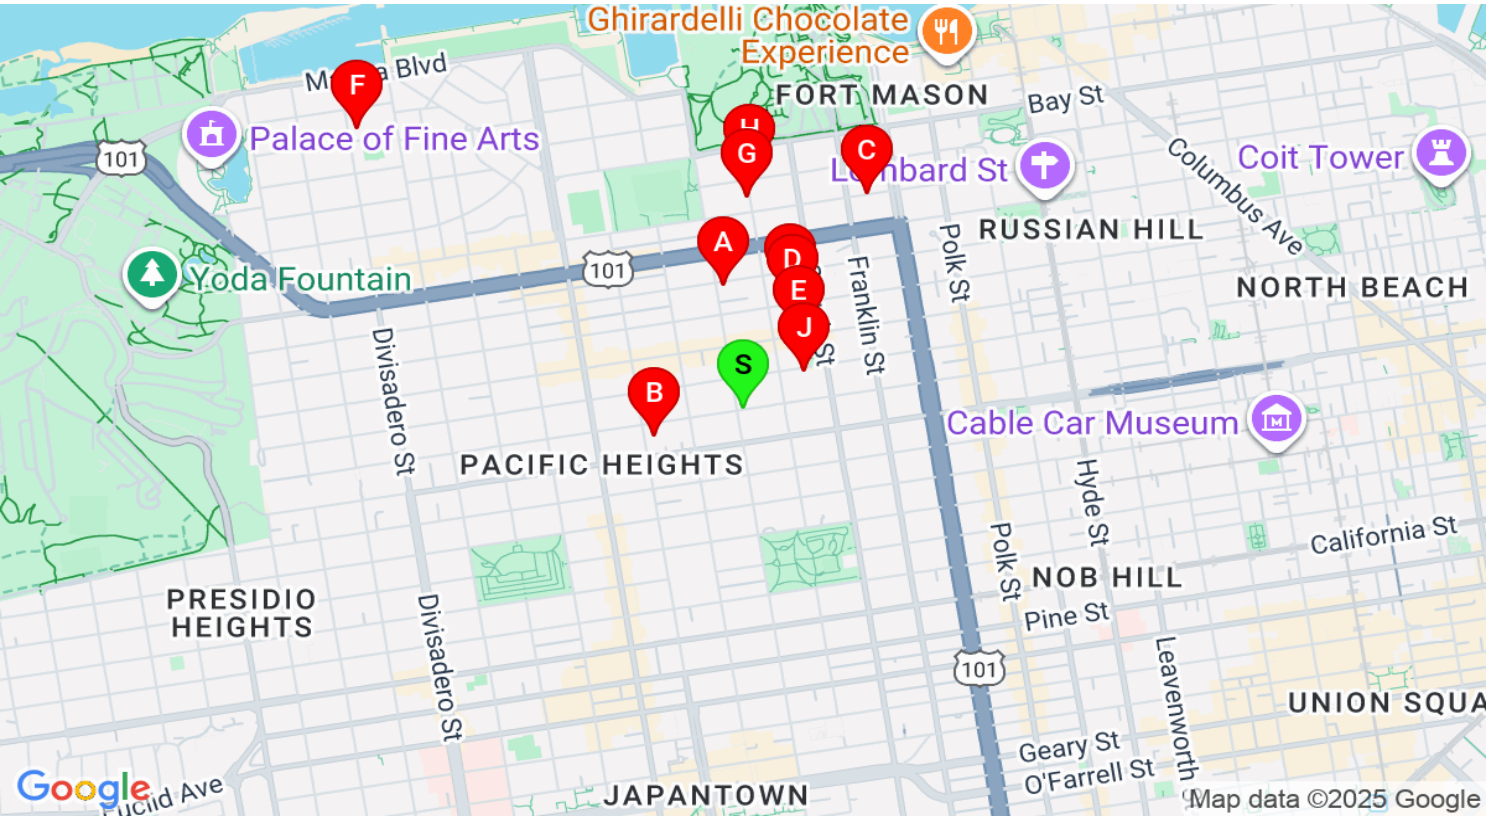 Ghirardelli Chocolate
Experience
Blvd
F
FORT MASON
Bay St
H
Palace of Fine Arts
101
G
C
Lombard St
Columbus Ave
Coit Tower
RUSSIAN HILL
A
Polk St
D
101
Yoda Fountain
E
Franklin St
NORTH BEACH
J
St
S
Divisadero St
B
Cable Car Museum
PACIFIC HEIGHTS
Hyde St
California St
Polk St
NOB HILL
PRESIDIO
HEIGHTS
Pine St
Divisadero St
Leavenworth
101
UNION SQUA
Geary St
O'Farrell St
Google
Euclid Ave
JAPANTOWN
Map data ©2025 Google